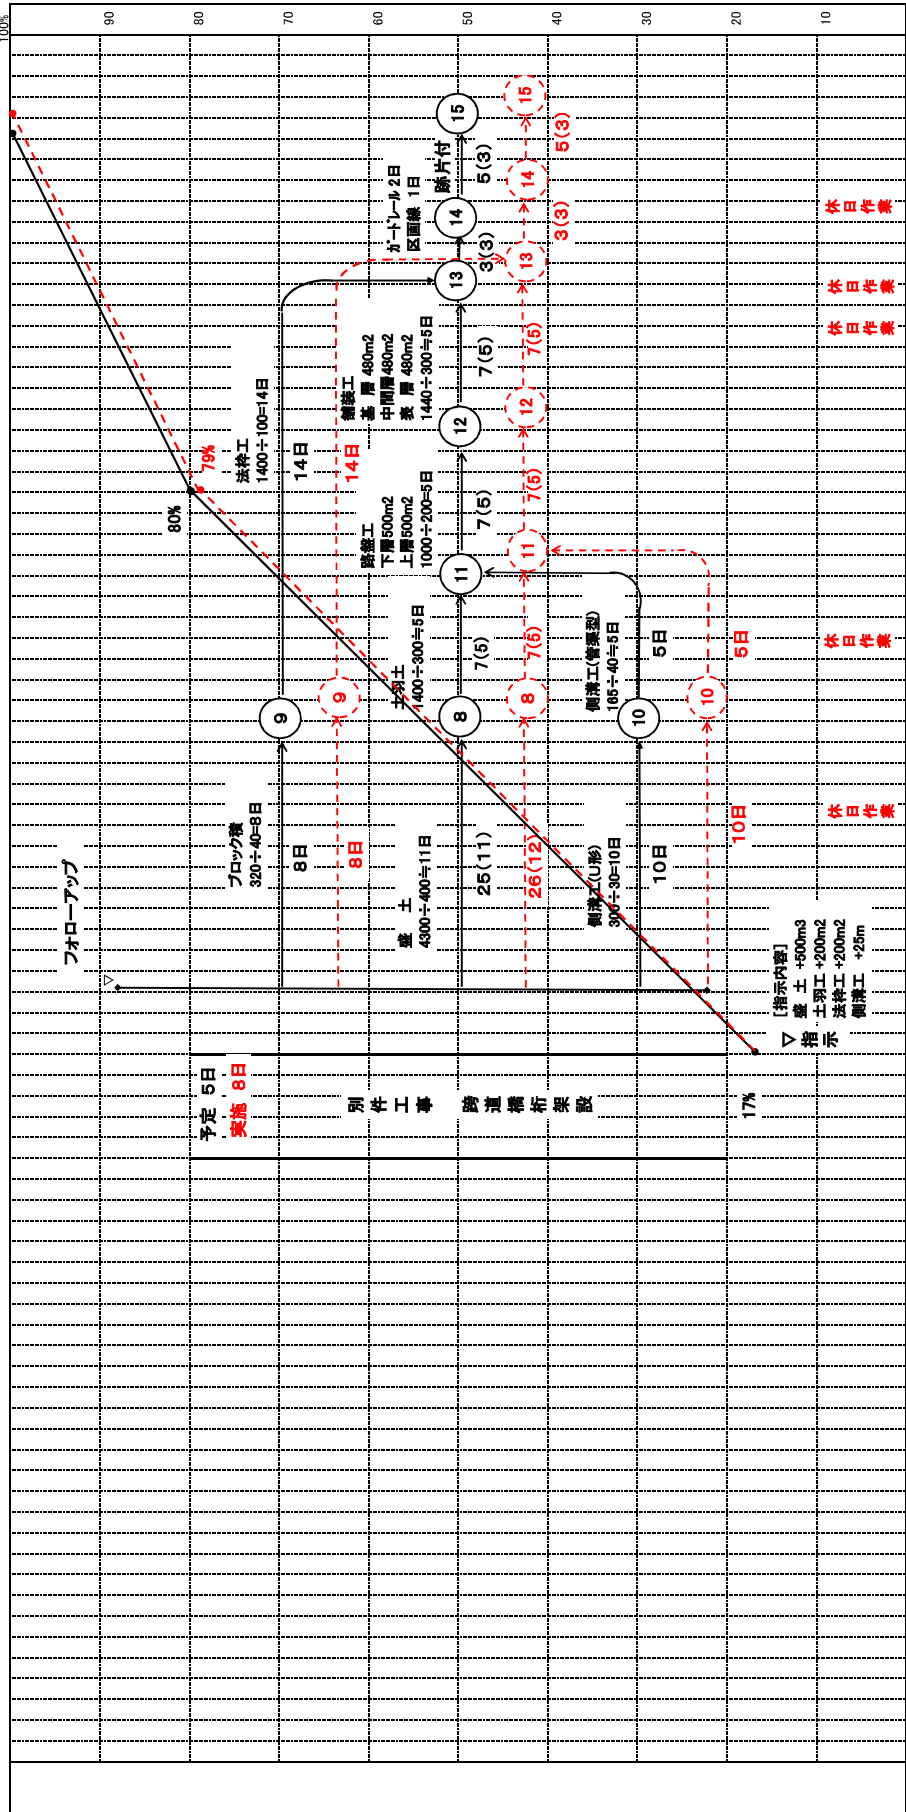 100%
90
80
70
60
50
40
30
20
10
フォローアップ
▽
予定 5日
実施 8日
別件工事 跨道橋桁架設
17%
▽指示
[指示内容]
盛 土 +500m3
土羽工 +200m2
法枠工 +200m2
側溝工 +25m
ブロック積
320÷40=8日
8日
8日
9
9
法枠工
1400÷100=14日
14日
14日
80%
79%
盛 土
4300÷400≒11日
25(11)
26(12)
8
8
土羽土
1400÷300≒5日
7(5)
7(5)
側溝工(U形)
300÷30=10日
10日
10日
10
10
側溝工(管渠型)
165÷40≒5日
5日
5日
11
11
路盤工
下層500m2
上層500m2
1000÷200=5日
7(5)
7(5)
12
12
舗装工
基 層 480m2
中間層480m2
表 層 480m2
1440÷300≒5日
7(5)
7(5)
13
13
ガードレール 2日
区画線 1日
3(3)
3(3)
14
14
跡片付
5(3)
5(3)
15
15
休日作業
休日作業
休日作業
休日作業
休日作業